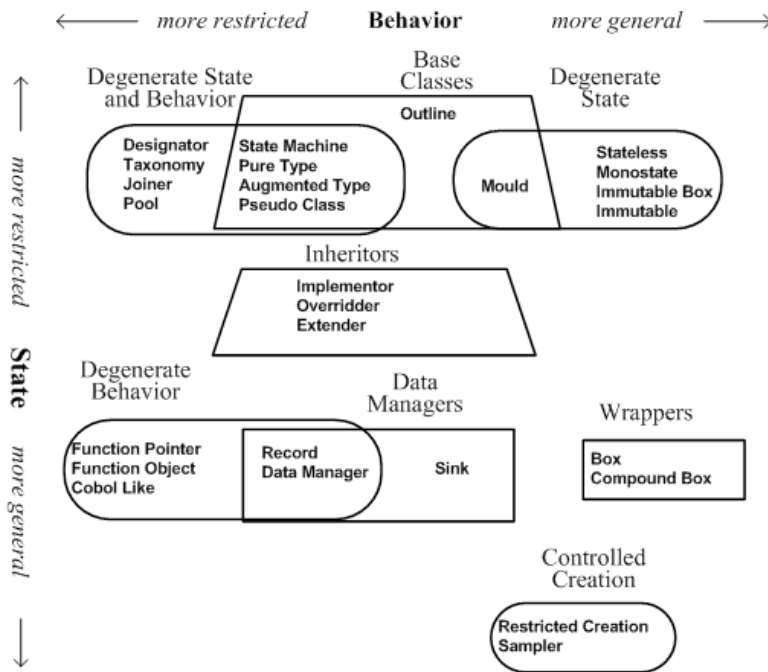 more restricted Behavior more general
Degenerate State
and Behavior
Base
Classes
Degenerate
State
Outline
Designator
Taxonomy
Joiner
Pool
State Machine
Pure Type
Augmented Type
Pseudo Class
Mould
Stateless
Monostate
Immutable Box
Immutable
more restricted
State
more general
Inheritors
Implementor
Overridder
Extender
Degenerate
Behavior
Data
Managers
Wrappers
Function Pointer
Function Object
Cobol Like
Record
Data Manager
Sink
Box
Compound Box
Controlled
Creation
Restricted Creation
Sampler